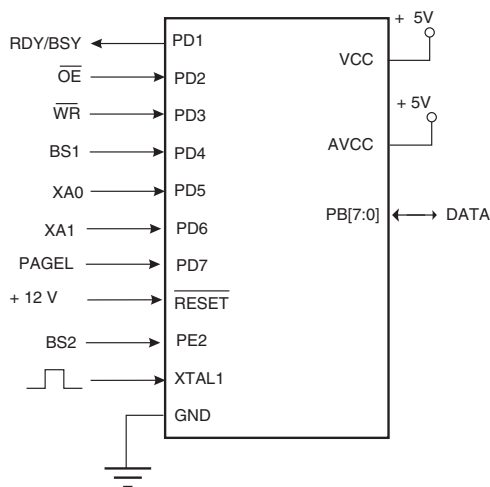 RDY/BSY
PD1
+ 5V
VCC
OE
PD2
WR
PD3
+ 5V
AVCC
BS1
PD4
XA0
PD5
PB[7:0]
DATA
XA1
PD6
PAGEL
PD7
+ 12 V
RESET
BS2
PE2
XTAL1
GND